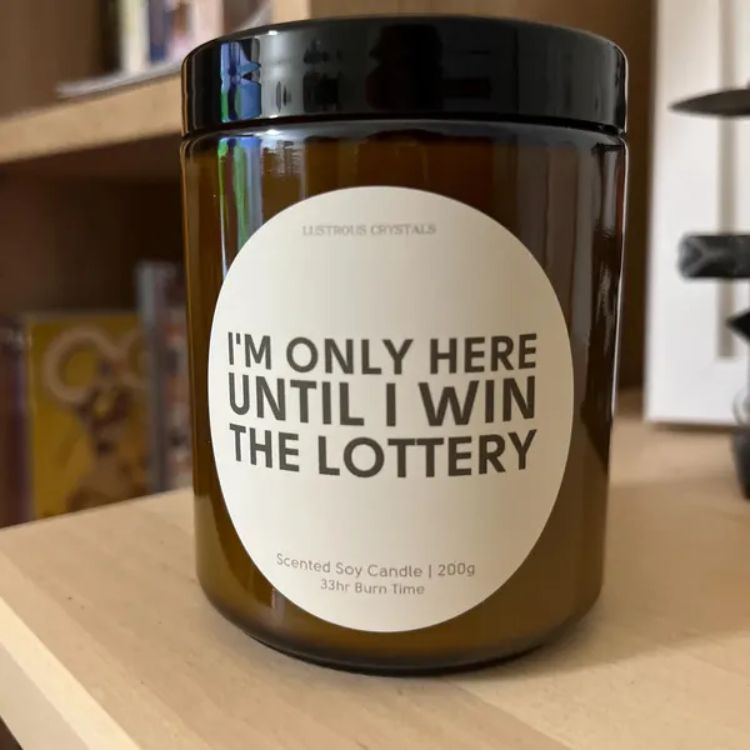 LUSTROUS CRYSTALS
I'M ONLY HERE
UNTIL I WIN
THE LOTTERY
Scented Soy Candle | 200g
33hr Burn Time